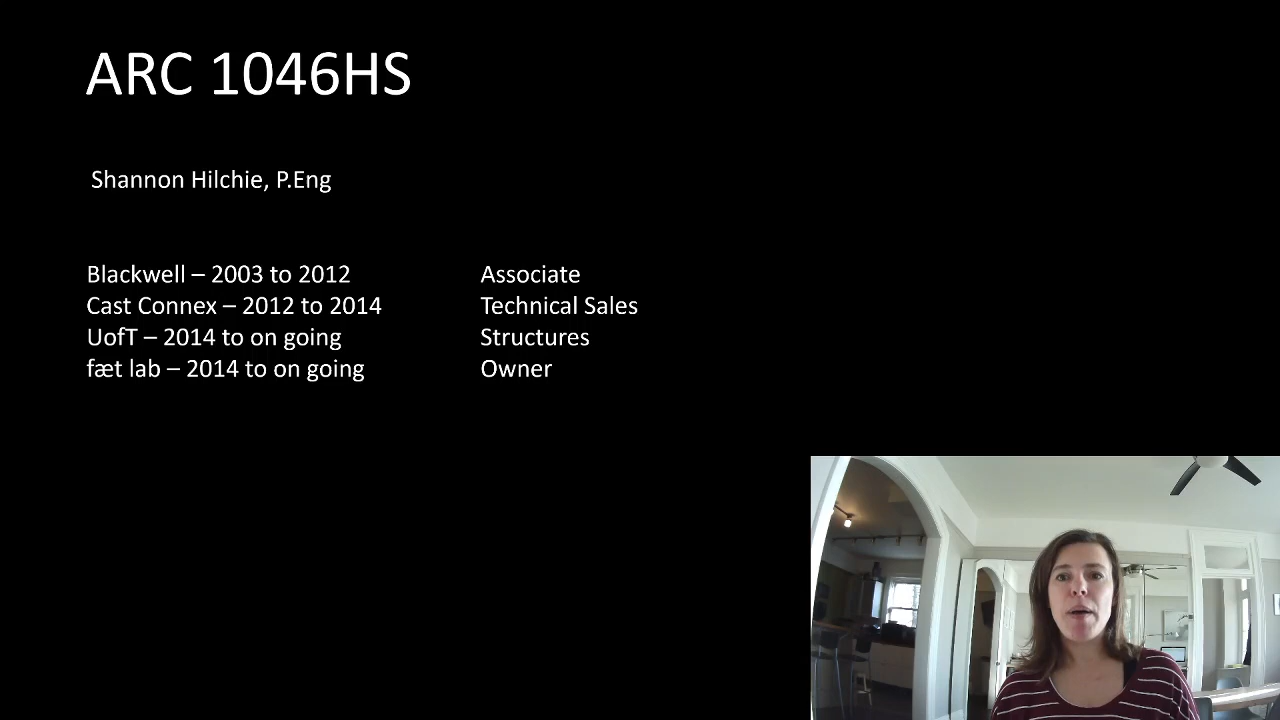 ARC 1046HS
Shannon Hilchie, P.Eng
Blackwell – 2003 to 2012 Associate
Cast Connex – 2012 to 2014 Technical Sales
UofT – 2014 to on going Structures
fæt lab – 2014 to on going Owner